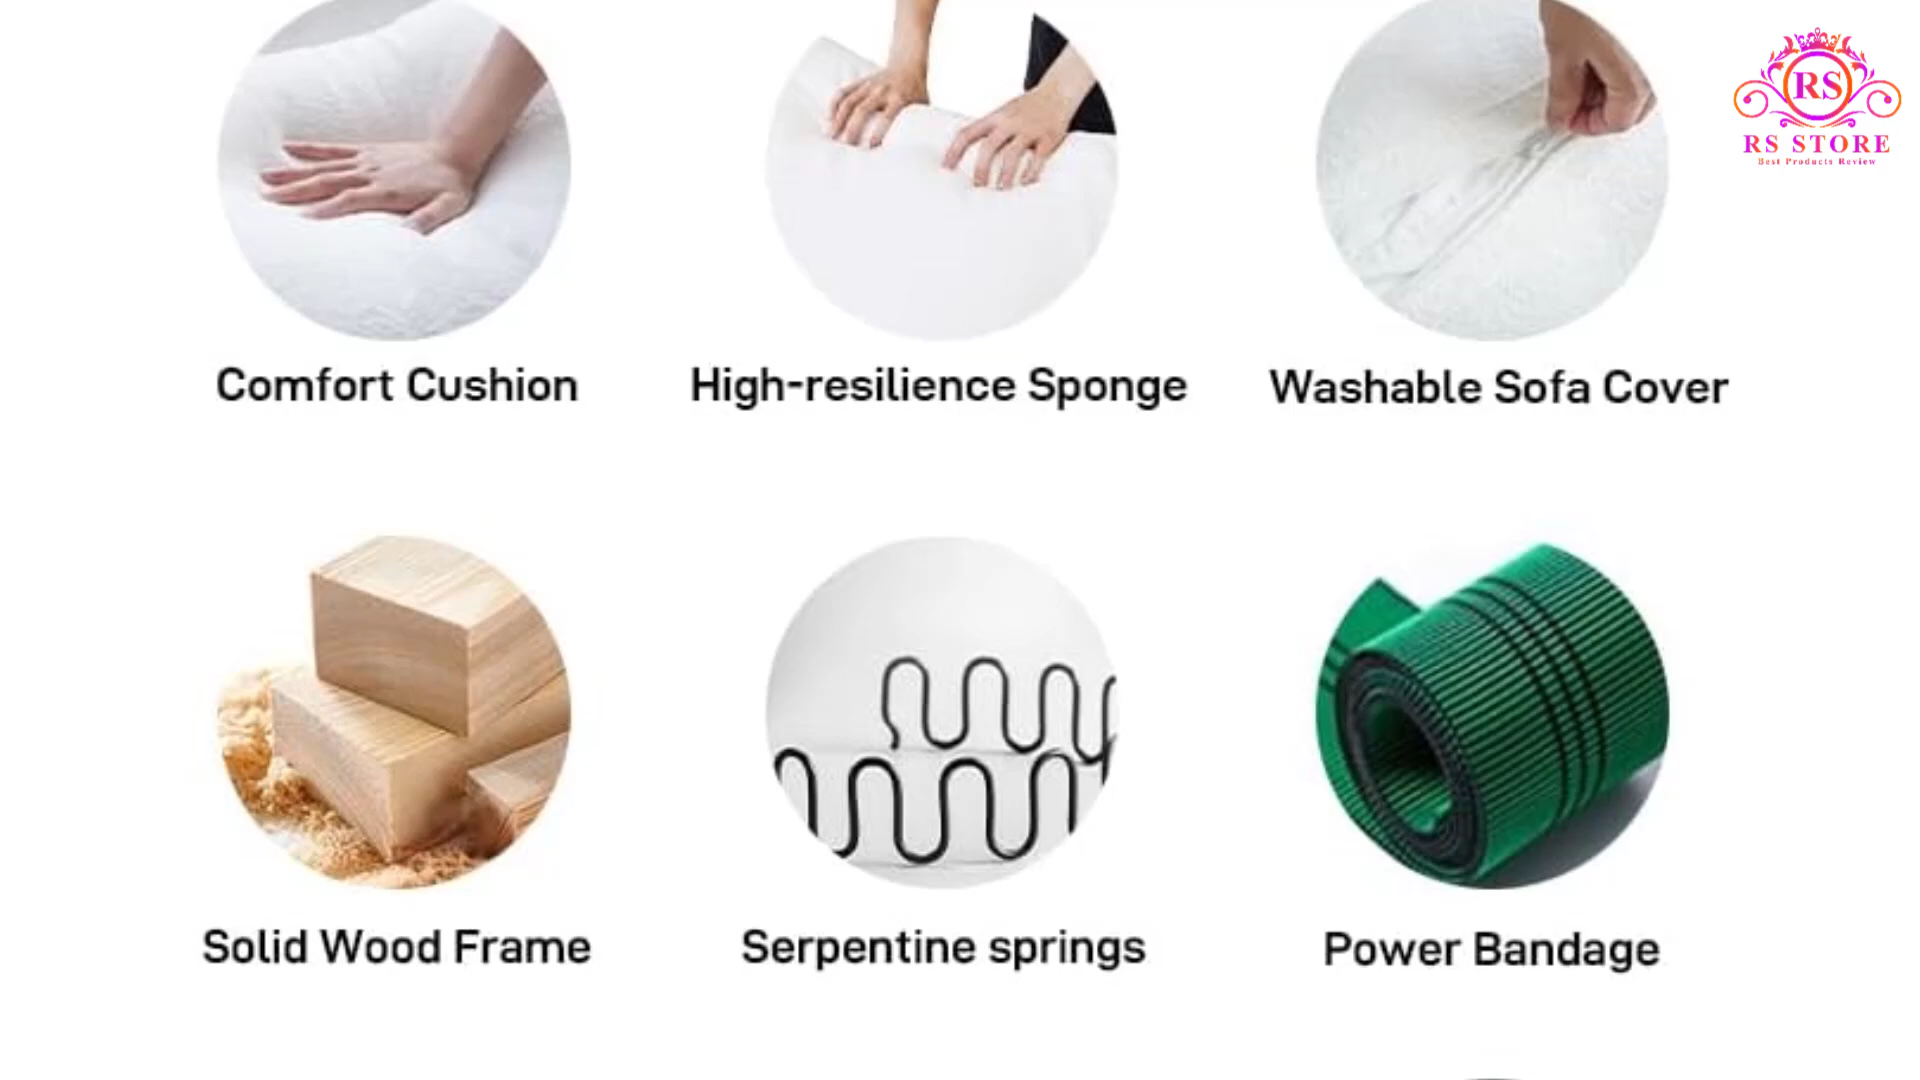 RS
RS STORE
Best Products Review
Comfort Cushion
High-resilience Sponge
Washable Sofa Cover
Solid Wood Frame
Serpentine springs
Power Bandage